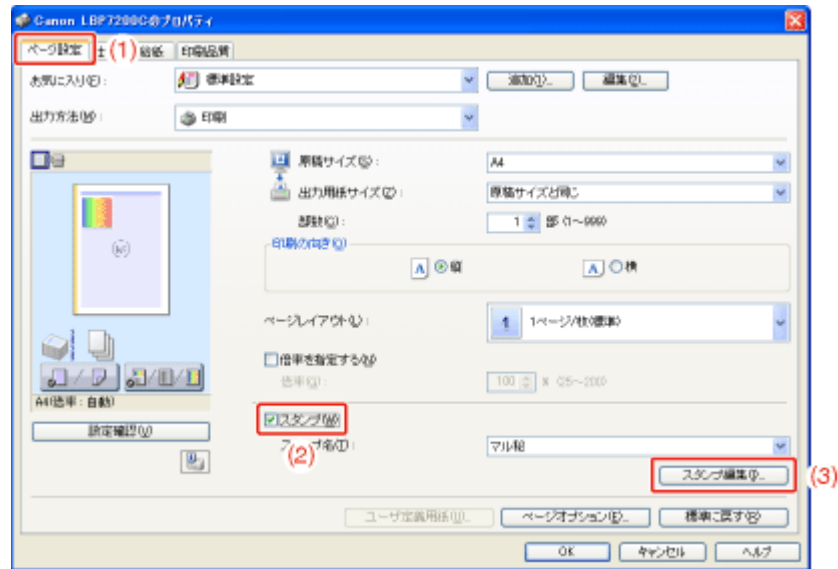 Canon LBP7200Cのプロパティ
ページ設定 (1) 給紙 印刷品質
お気に入り(F): 標準設定 追加(1)... 編集(2)...
出力方法(M): 印刷
原稿サイズ(S): A4
出力用紙サイズ(Z): 原稿サイズと同じ
部数(C): 1 部 (1~999)
印刷の向き(O)
A 縦 A 横
ページレイアウト(L): 1 1ページ/枚(標準)
倍率を指定する(N)
倍率(G): 100 % (25~200)
A4(倍率:自動)
設定確認(V)
スタンプ(W)
(2) マル秘
スタンプ編集(I)... (3)
ユーザ定義用紙(U)... ページオプション(E)... 標準に戻す(R)
OK キャンセル ヘルプ